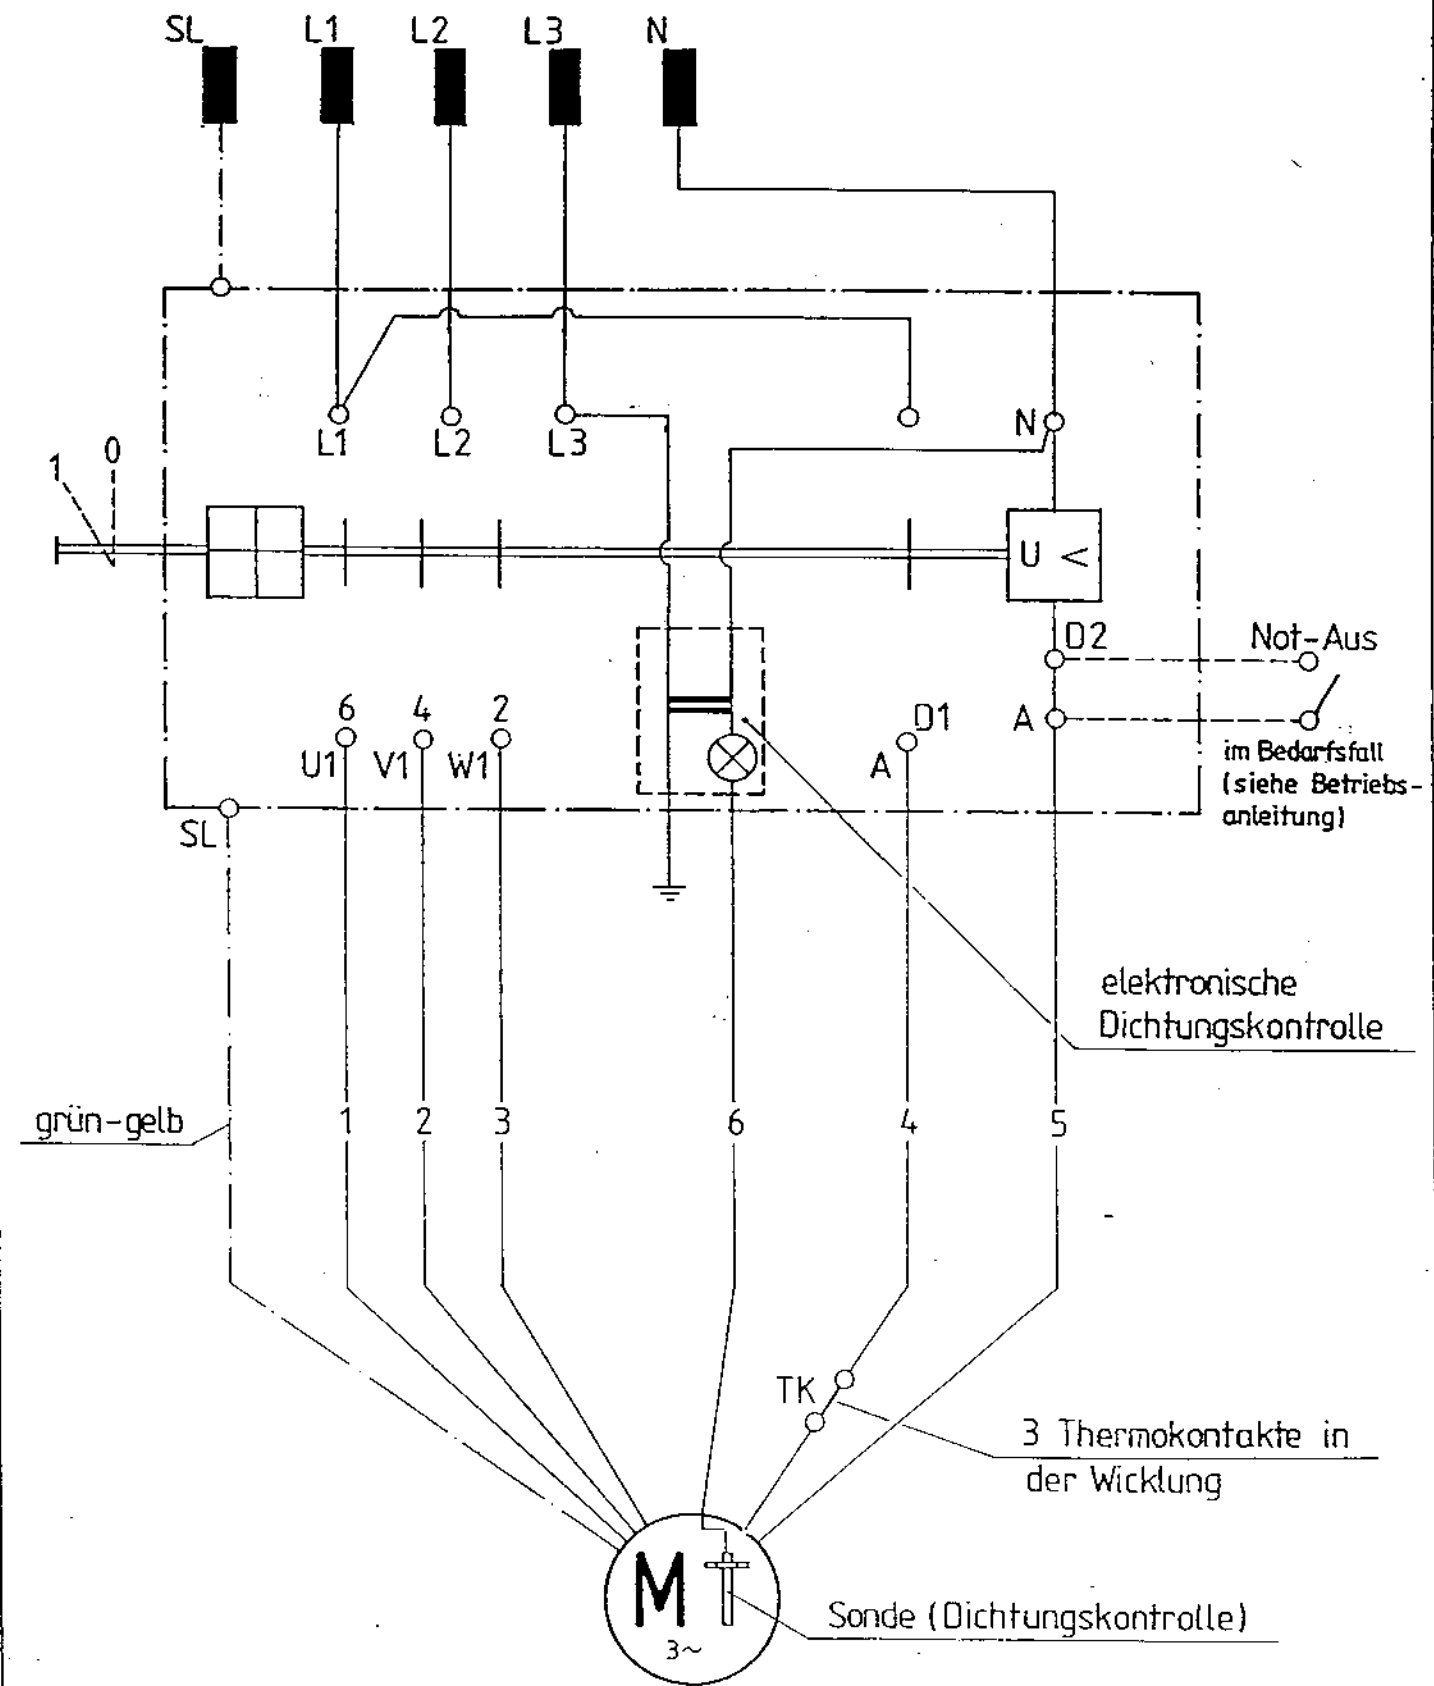 SL L1 L2 L3 N
L1 L2 L3 N
1 0
U <
D2 Not-Aus
6 4 2 D1 A
U1 V1 W1 A
im Bedarfsfall
(siehe Betriebs-
anleitung)
SL
elektronische
Dichtungskontrolle
grün-gelb 1 2 3 6 4 5
TK
3 Thermokontakte in
der Wicklung
M
Sonde (Dichtungskontrolle)
3~